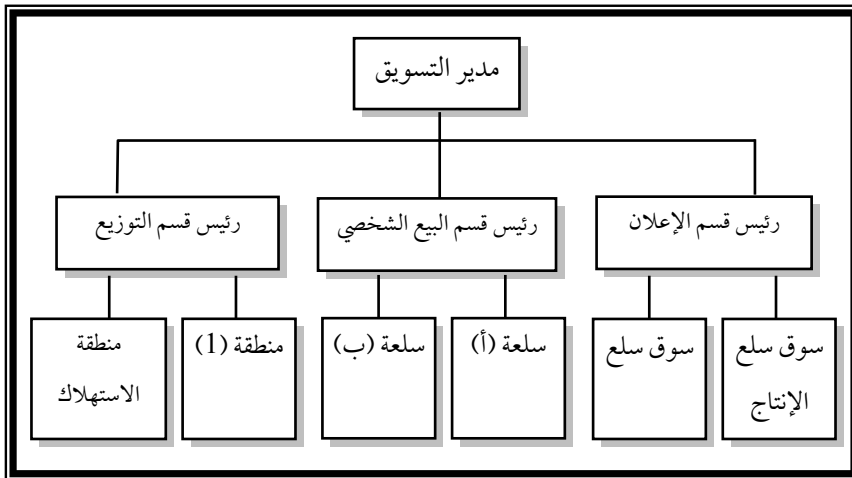 مدير التسويق
رئيس قسم الإعلان
رئيس قسم البيع الشخصي
رئيس قسم التوزيع
سوق سلع
الإنتاج
سوق سلع
سلعة (أ)
سلعة (ب)
منطقة (1)
منطقة
الاستهلاك